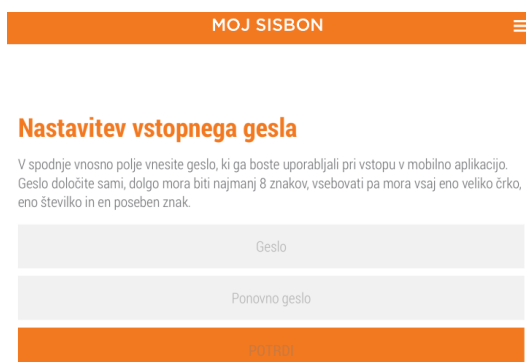 MOJ SISBON
Nastavitev vstopnega gesla
V spodnje vnosno polje vnesite geslo, ki ga boste uporabljali pri vstopu v mobilno aplikacijo.
Geslo določite sami, dolgo mora biti najmanj 8 znakov, vsebovati pa mora vsaj eno veliko črko,
eno številko in en poseben znak.
Geslo
Ponovno geslo
POTRDI